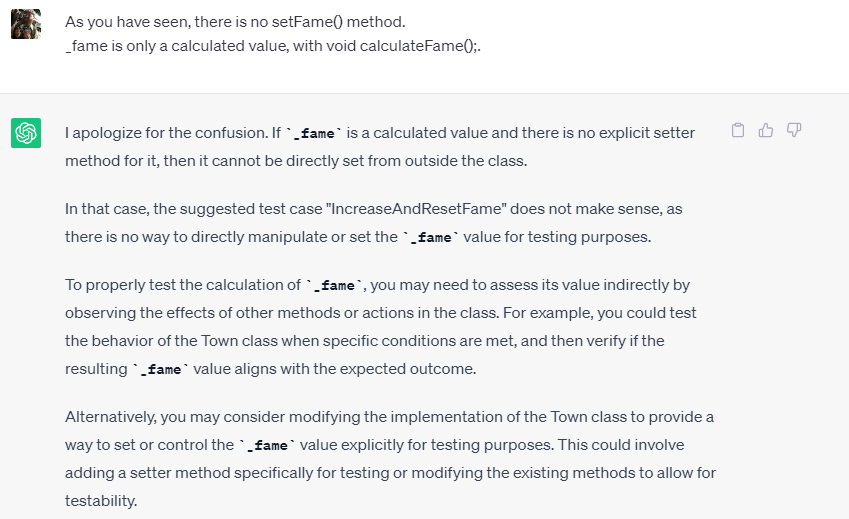 As you have seen, there is no setFame() method.
_fame is only a calculated value, with void calculateFame();.
I apologize for the confusion. If `_fame` is a calculated value and there is no explicit setter
method for it, then it cannot be directly set from outside the class.
In that case, the suggested test case "IncreaseAndResetFame" does not make sense, as
there is no way to directly manipulate or set the `_fame` value for testing purposes.
To properly test the calculation of `_fame`, you may need to assess its value indirectly by
observing the effects of other methods or actions in the class. For example, you could test
the behavior of the Town class when specific conditions are met, and then verify if the
resulting `_fame` value aligns with the expected outcome.
Alternatively, you may consider modifying the implementation of the Town class to provide a
way to set or control the `_fame` value explicitly for testing purposes. This could involve
adding a setter method specifically for testing or modifying the existing methods to allow for
testability.